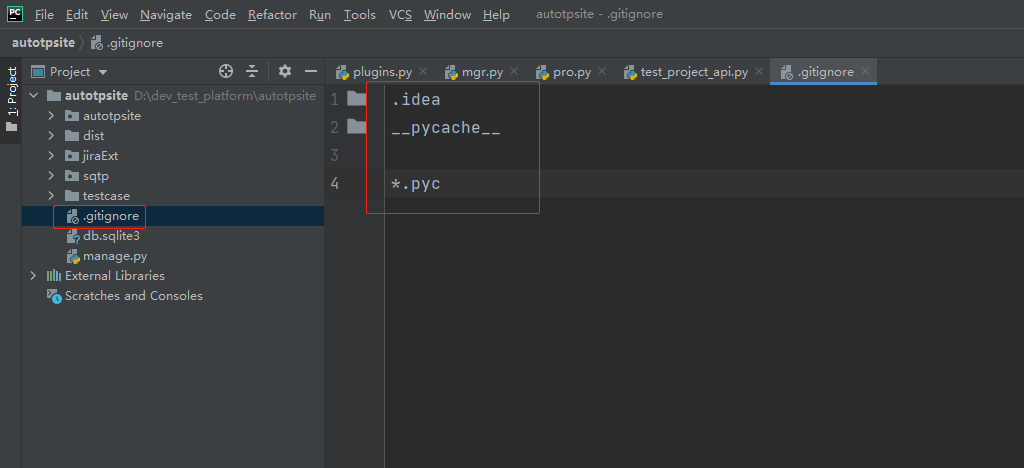 PC File Edit View Navigate Code Refactor Run Tools VCS Window Help autotpsite - .gitignore
autotpsite .gitignore
1: Project
Project
plugins.py mgr.py pro.py test_project_api.py .gitignore
autotpsite D:\dev_test_platform\autotpsite
autotpsite
dist
jiraExt
sqtp
testcase
.gitignore
db.sqlite3
manage.py
External Libraries
Scratches and Consoles
1 .idea
2 __pycache__
3
4 *.pyc